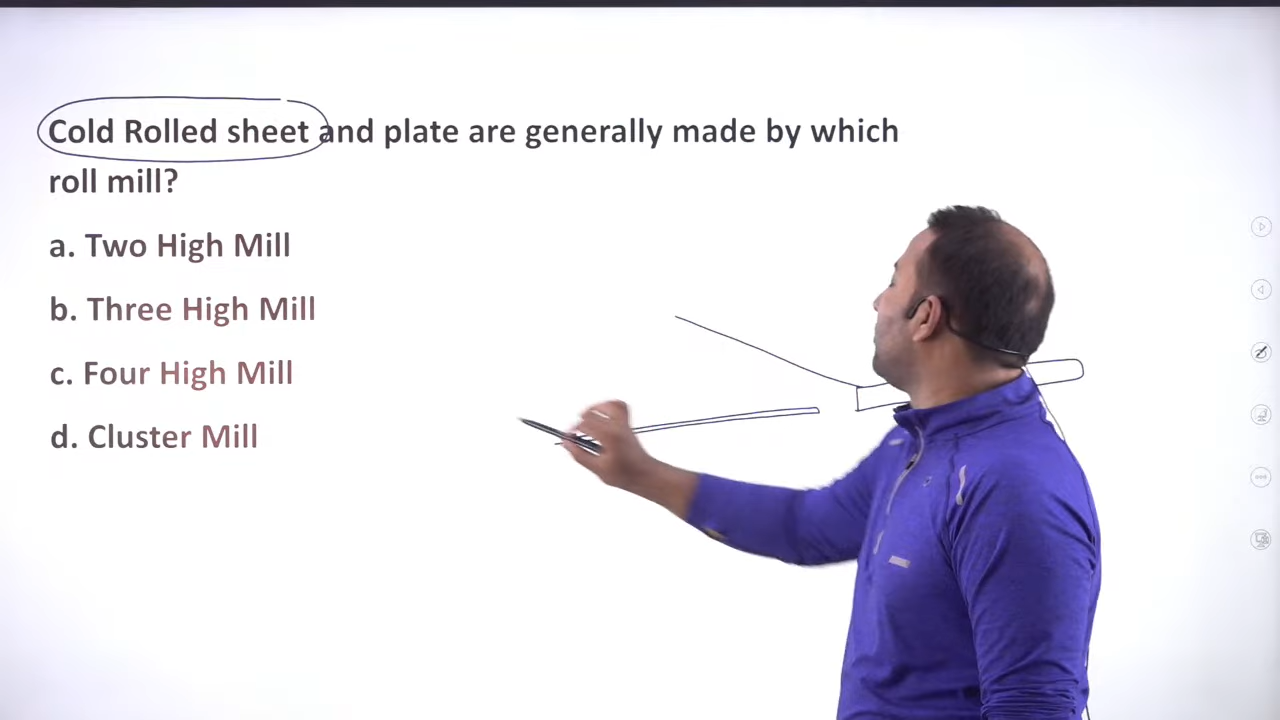 Cold Rolled sheet and plate are generally made by which
roll mill?
a. Two High Mill
b. Three High Mill
c. Four High Mill
d. Cluster Mill